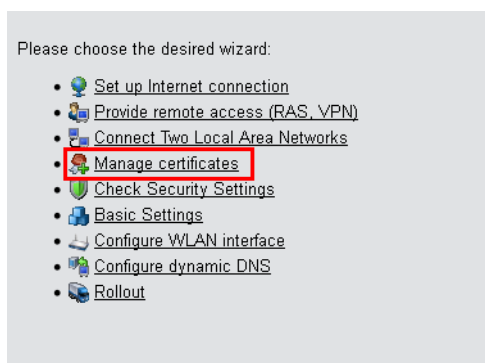 Please choose the desired wizard:
Set up Internet connection
Provide remote access (RAS, VPN)
Connect Two Local Area Networks
Manage certificates
Check Security Settings
Basic Settings
Configure WLAN interface
Configure dynamic DNS
Rollout